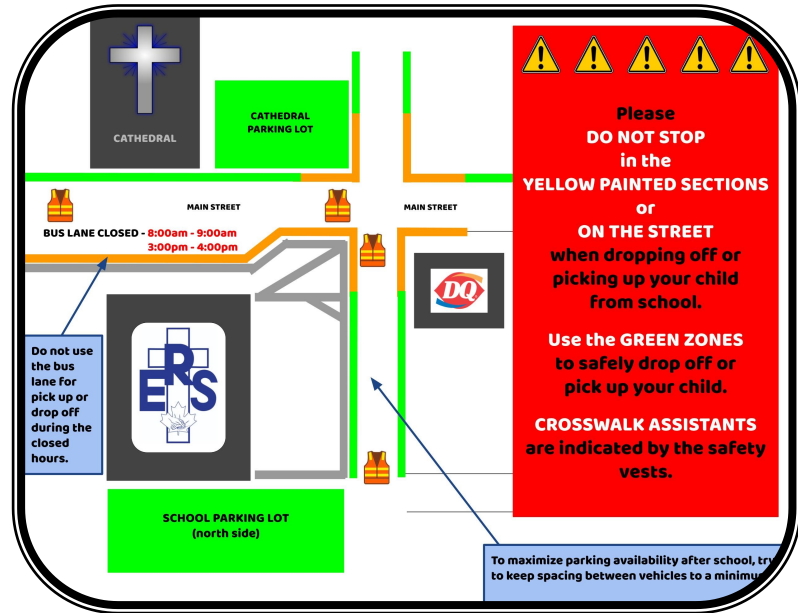 CATHEDRAL
CATHEDRAL
PARKING LOT
MAIN STREET
MAIN STREET
BUS LANE CLOSED - 8:00am - 9:00am
3:00pm - 4:00pm
DQ
Do not use
the bus
lane for
pick up or
drop off
during the
closed
hours.
ERS
SCHOOL PARKING LOT
(north side)
Please
DO NOT STOP
in the
YELLOW PAINTED SECTIONS
or
ON THE STREET
when dropping off or
picking up your child
from school.
Use the GREEN ZONES
to safely drop off or
pick up your child.
CROSSWALK ASSISTANTS
are indicated by the safety
vests.
To maximize parking availability after school,
to keep spacing between vehicles to a